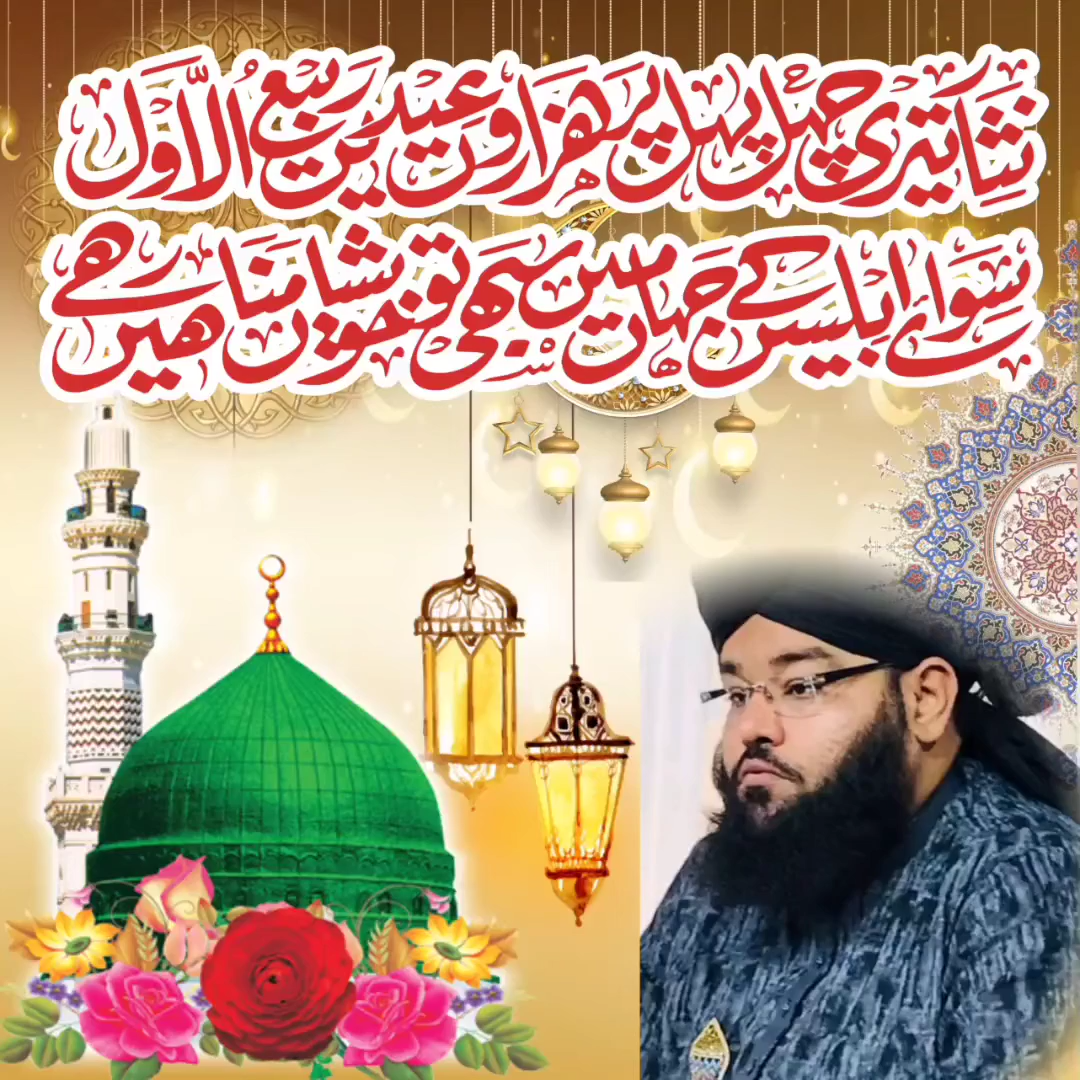 نثار تیری چہل پہل پر ہزاروں عیدیں ربیع الاول
سوائے ابلیس کے جہاں میں سبھی تو خوشیاں منا رہے ہیں